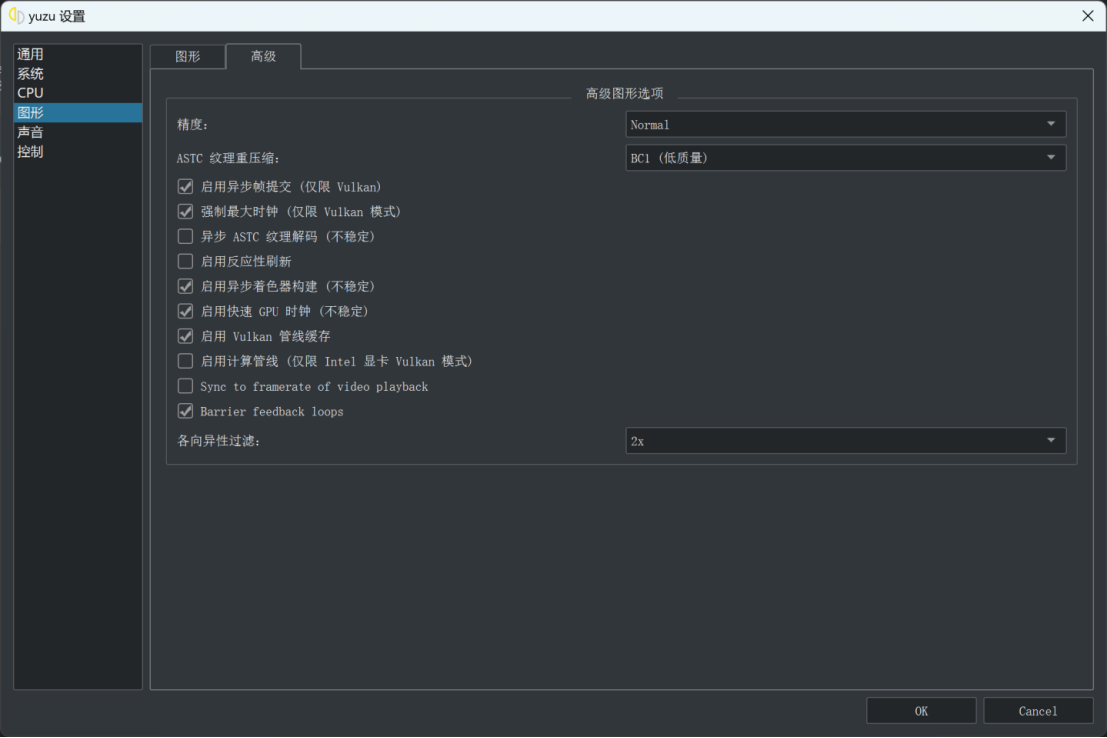 yuzu 设置
通用
系统
CPU
图形
声音
控制
图形 高级
高级图形选项
精度: Normal
ASTC 纹理重压缩: BC1 (低质量)
启用异步帧提交 (仅限 Vulkan)
强制最大时钟 (仅限 Vulkan 模式)
异步 ASTC 纹理解码 (不稳定)
启用反应性刷新
启用异步着色器构建 (不稳定)
启用快速 GPU 时钟 (不稳定)
启用 Vulkan 管线缓存
启用计算管线 (仅限 Intel 显卡 Vulkan 模式)
Sync to framerate of video playback
Barrier feedback loops
各向异性过滤: 2x
OK Cancel